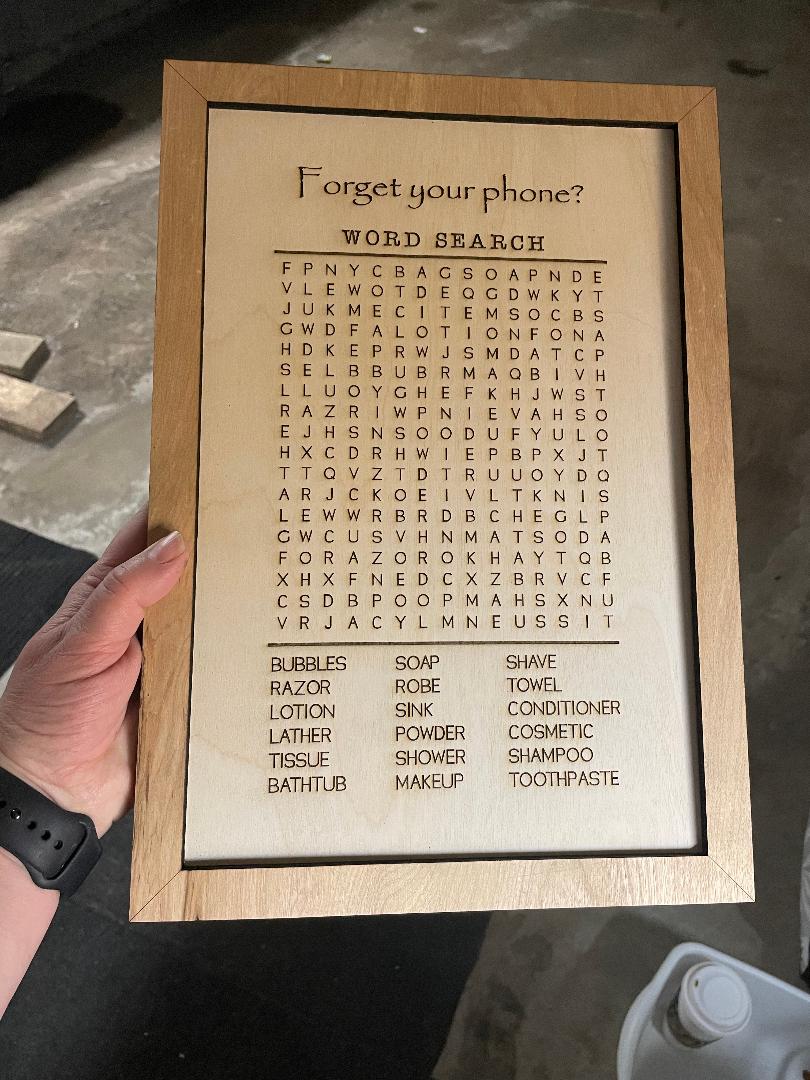 Forget your phone?
WORD SEARCH
F P N Y C B A G S O A P N D E
V L E W O T D E Q G D W K Y T
J U K M E C I T E M S O C B S
G W D F A L O T I O N F O N A
H D K E P R W J S M D A T C P
S E L B B U B R M A Q B I V H
L L U O Y G H E F K H J W S T
R A Z R I W P N I E V A H S O
E J H S N S O O D U F Y U L O
H X C D R H W I E P B P X J T
T T Q V Z T D T R U U O Y D Q
A R J C K O E I V L T K N I S
L E W W R B R D B C H E G L P
G W C U S V H N M A T S O D A
F O R A Z O R O K H A Y T Q B
X H X F N E D C X Z B R V C F
C S D B P O O P M A H S X N U
V R J A C Y L M N E U S S I T
BUBBLES SOAP SHAVE
RAZOR ROBE TOWEL
LOTION SINK CONDITIONER
LATHER POWDER COSMETIC
TISSUE SHOWER SHAMPOO
BATHTUB MAKEUP TOOTHPASTE